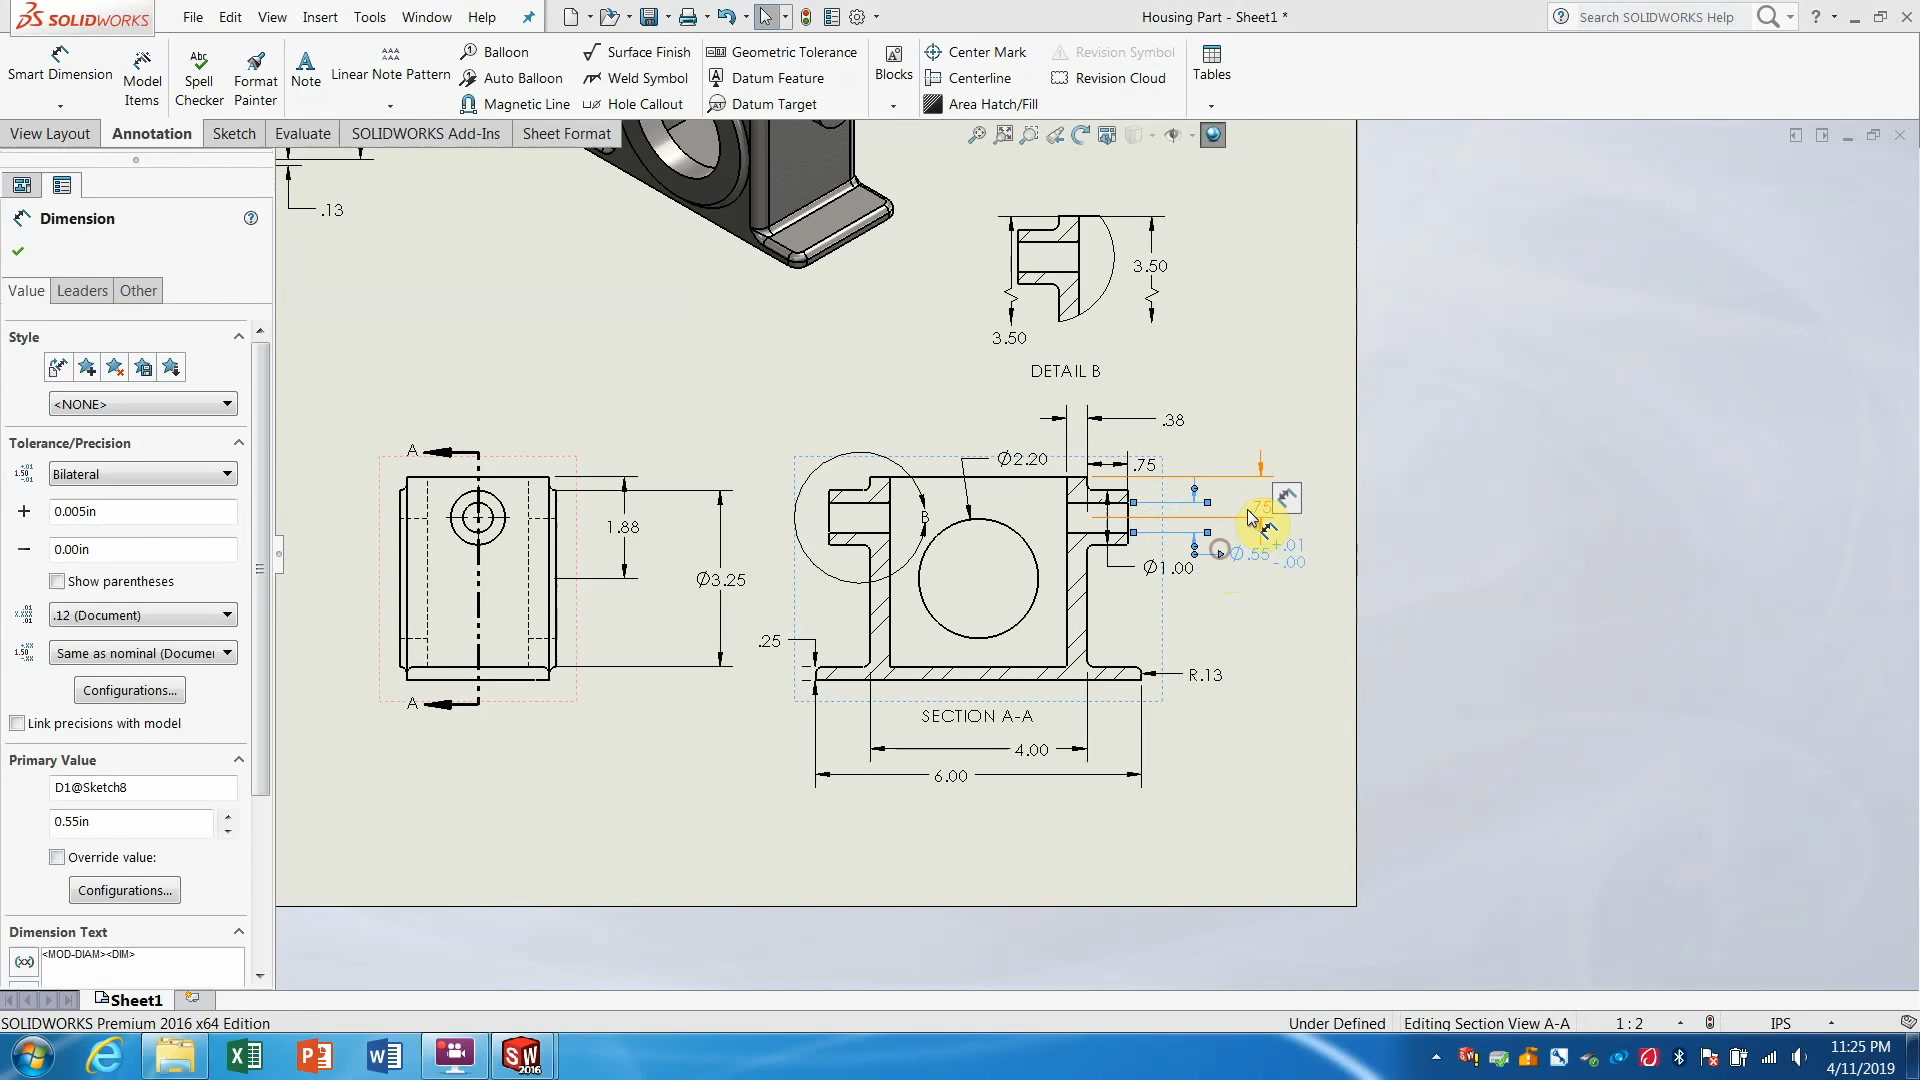 SOLIDWORKS File Edit View Insert Tools Window Help Housing Part - Sheet1 * Search SOLIDWORKS Help
Smart Dimension Model Items Spell Checker Format Painter Note Linear Note Pattern Balloon Auto Balloon Magnetic Line Surface Finish Weld Symbol Hole Callout Geometric Tolerance Datum Feature Datum Target Blocks Center Mark Centerline Area Hatch/Fill Revision Symbol Revision Cloud Tables
View Layout Annotation Sketch Evaluate SOLIDWORKS Add-Ins Sheet Format
Dimension
Value Leaders Other
Style
<NONE>
Tolerance/Precision
Bilateral
+ 0.005in
- 0.00in
Show parentheses
.12 (Document)
Same as nominal (Documen
Configurations...
Link precisions with model
Primary Value
D1@Sketch8
0.55in
Override value:
Configurations...
Dimension Text
<MOD-DIAM><DIM>
.13
3.50
3.50
DETAIL B
.38
A
Ø2.20
.75
.75
B
1.88
Ø.55 +.01 -.00
Ø1.00
Ø3.25
.25
R.13
A
SECTION A-A
4.00
6.00
Sheet1
SOLIDWORKS Premium 2016 x64 Edition Under Defined Editing Section View A-A 1 : 2 IPS
11:25 PM
4/11/2019